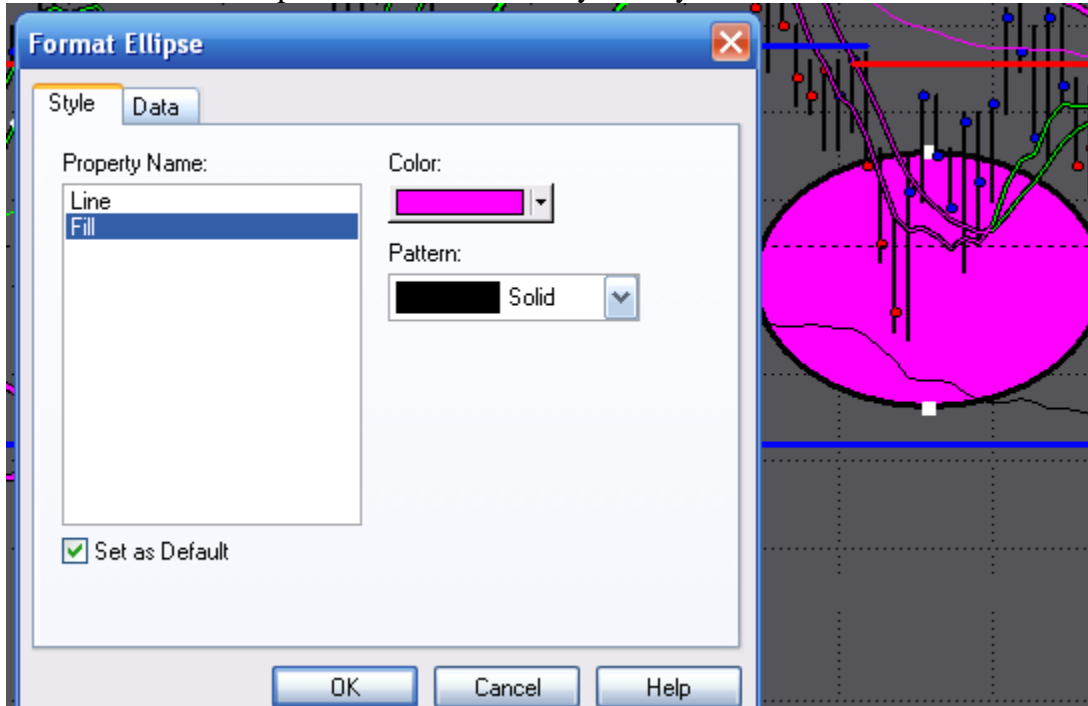 Format Ellipse
Style Data
Property Name:
Line
Fill
Color:
Pattern:
Solid
Set as Default
OK Cancel Help